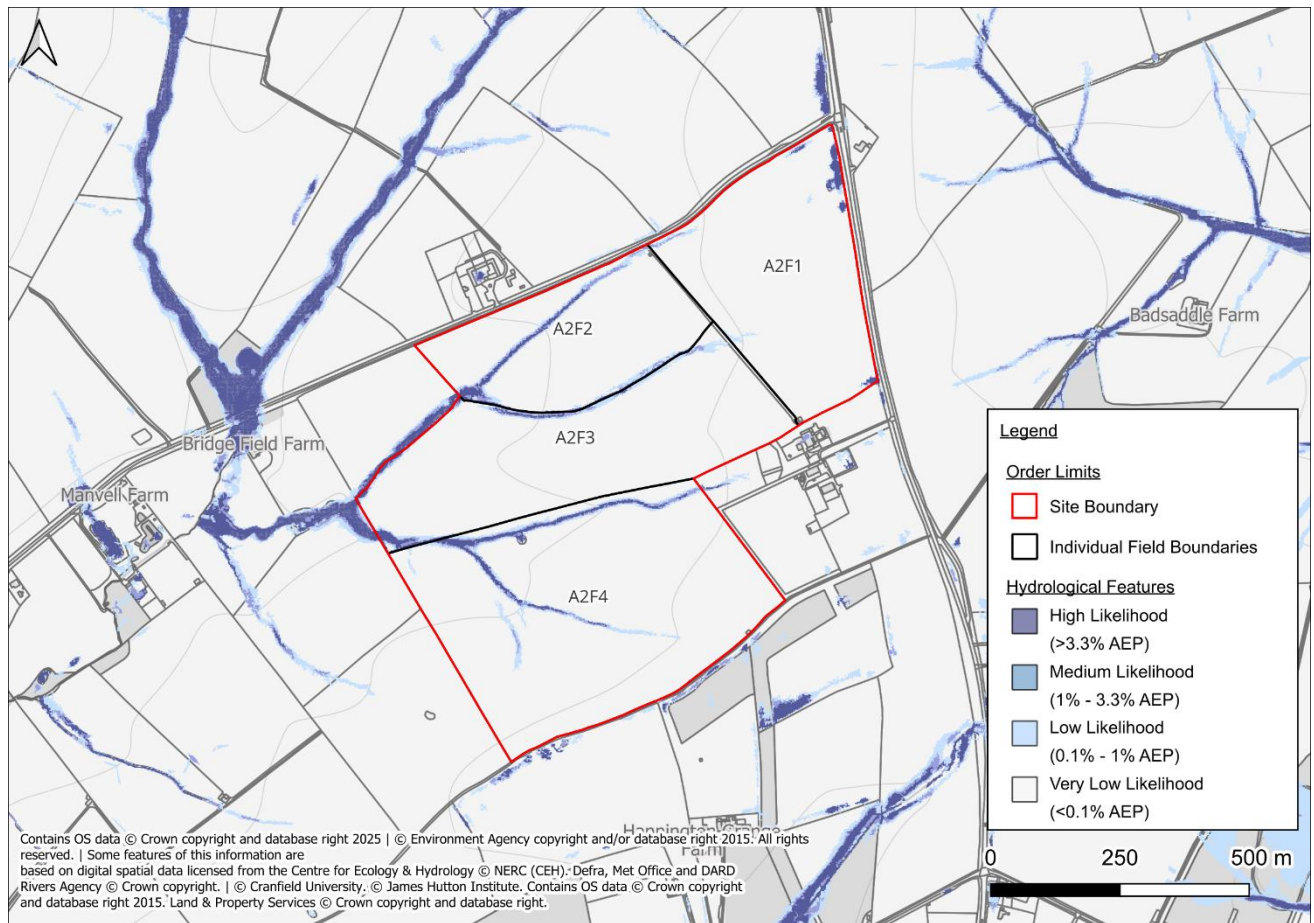 A2F1
A2F2
A2F3
A2F4
Badsaddle Farm
Bridge Field Farm
Manvell Farm
Hannington Grange
Farm
Legend
Order Limits
Site Boundary
Individual Field Boundaries
Hydrological Features
High Likelihood
(>3.3% AEP)
Medium Likelihood
(1% - 3.3% AEP)
Low Likelihood
(0.1% - 1% AEP)
Very Low Likelihood
(<0.1% AEP)
0 250 500 m
Contains OS data © Crown copyright and database right 2025 | © Environment Agency copyright and/or database right 2015. All rights
reserved. | Some features of this information are
based on digital spatial data licensed from the Centre for Ecology & Hydrology © NERC (CEH). Defra, Met Office and DARD
Rivers Agency © Crown copyright. | © Cranfield University. © James Hutton Institute. Contains OS data © Crown copyright
and database right 2015. Land & Property Services © Crown copyright and database right.